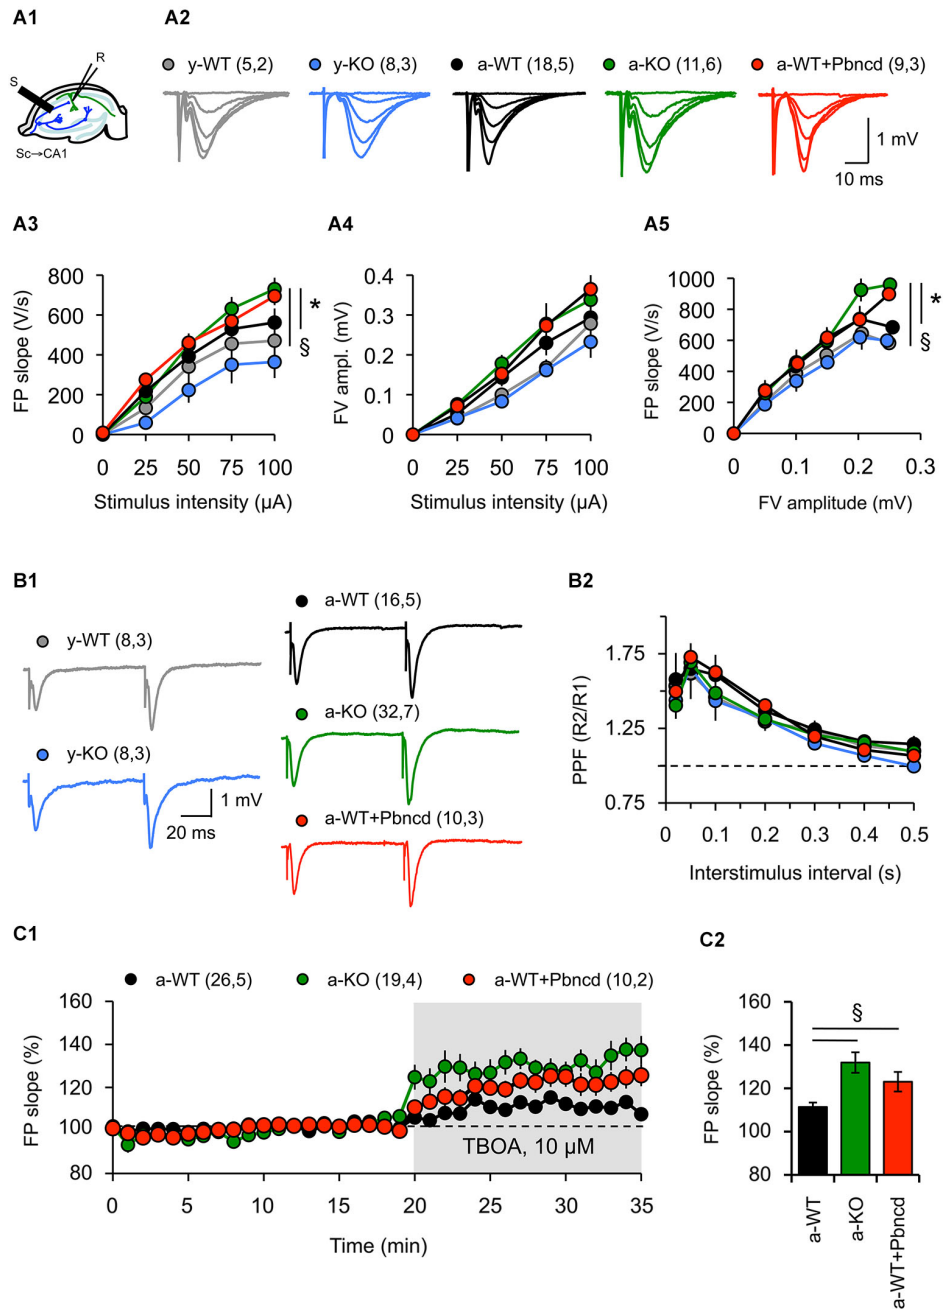 A1
A2
S
R
Sc→CA1
y-WT (5,2)
y-KO (8,3)
a-WT (18,5)
a-KO (11,6)
a-WT+Pbncd (9,3)
1 mV
10 ms
A3
A4
A5
FP slope (V/s)
800
600
400
200
0
0 25 50 75 100
Stimulus intensity (µA)
*
§
FV ampl. (mV)
0.4
0.3
0.2
0.1
0
0 25 50 75 100
Stimulus intensity (µA)
FP slope (V/s)
1000
800
600
400
200
0
0 0.1 0.2 0.3
FV amplitude (mV)
*
§
B1
y-WT (8,3)
y-KO (8,3)
1 mV
20 ms
a-WT (16,5)
a-KO (32,7)
a-WT+Pbncd (10,3)
B2
PPF (R2/R1)
1.75
1.25
0.75
0 0.1 0.2 0.3 0.4 0.5
Interstimulus interval (s)
C1
a-WT (26,5)
a-KO (19,4)
a-WT+Pbncd (10,2)
FP slope (%)
160
140
120
100
80
TBOA, 10 µM
0 5 10 15 20 25 30 35
Time (min)
C2
FP slope (%)
160
140
120
100
80
§
a-WT
a-KO
a-WT+Pbncd